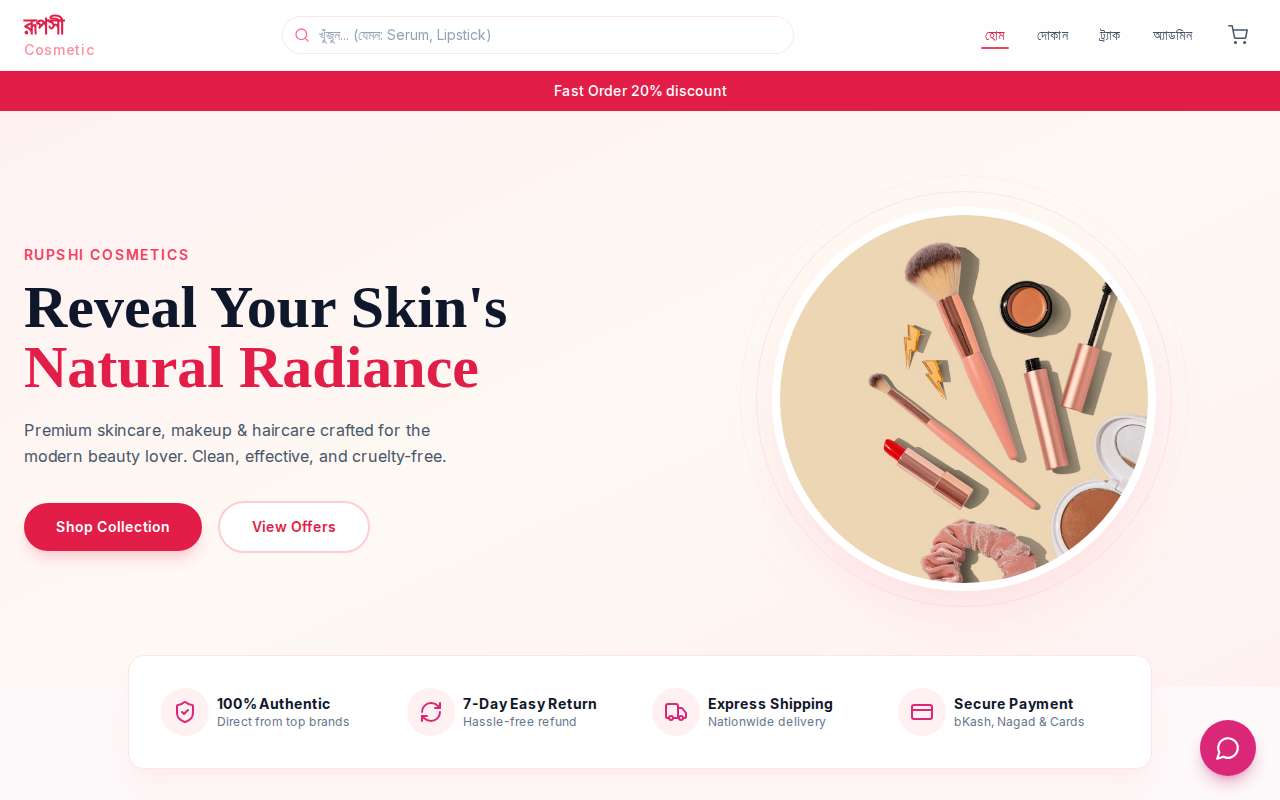 রূপসী
Cosmetic
খুঁজুন... (যেমন: Serum, Lipstick)
হোম
দোকান
ট্র্যাক
অ্যাডমিন
Fast Order 20% discount
RUPSHI COSMETICS
Reveal Your Skin's
Natural Radiance
Premium skincare, makeup & haircare crafted for the
modern beauty lover. Clean, effective, and cruelty-free.
Shop Collection
View Offers
100% Authentic
Direct from top brands
7-Day Easy Return
Hassle-free refund
Express Shipping
Nationwide delivery
Secure Payment
bKash, Nagad & Cards